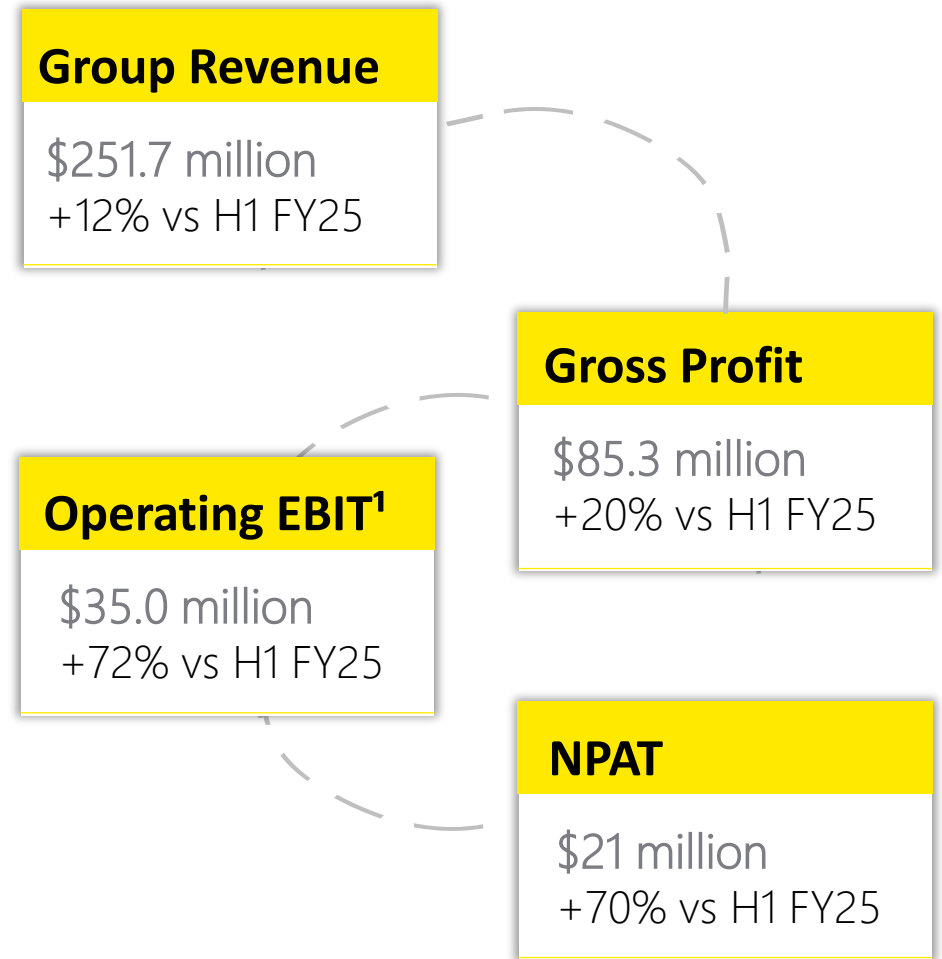 Group Revenue
$251.7 million
+12% vs H1 FY25
Gross Profit
$85.3 million
+20% vs H1 FY25
Operating EBIT¹
$35.0 million
+72% vs H1 FY25
NPAT
$21 million
+70% vs H1 FY25